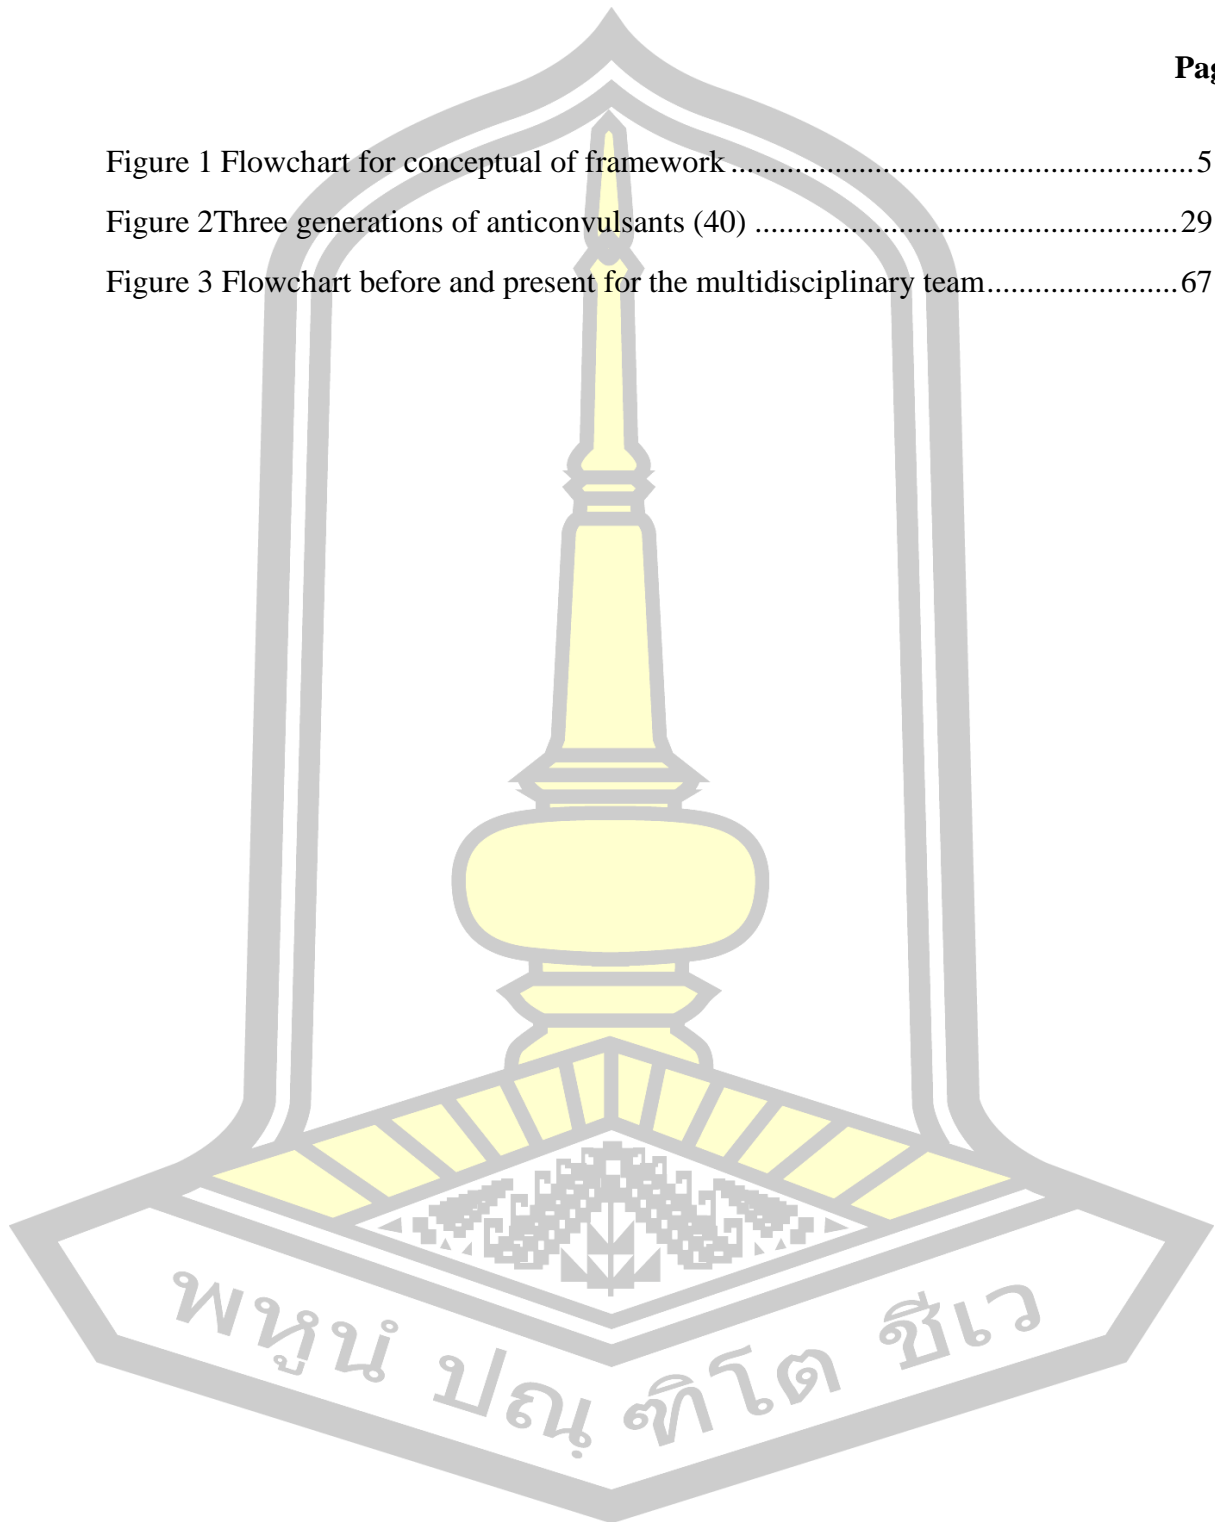 Pag
Figure 1 Flowchart for conceptual of framework ................................................................ 5
Figure 2Three generations of anticonvulsants (40) .......................................................... 29
Figure 3 Flowchart before and present for the multidisciplinary team .......................... 67
พหูนํ ปณฺฑิโต ชีเว